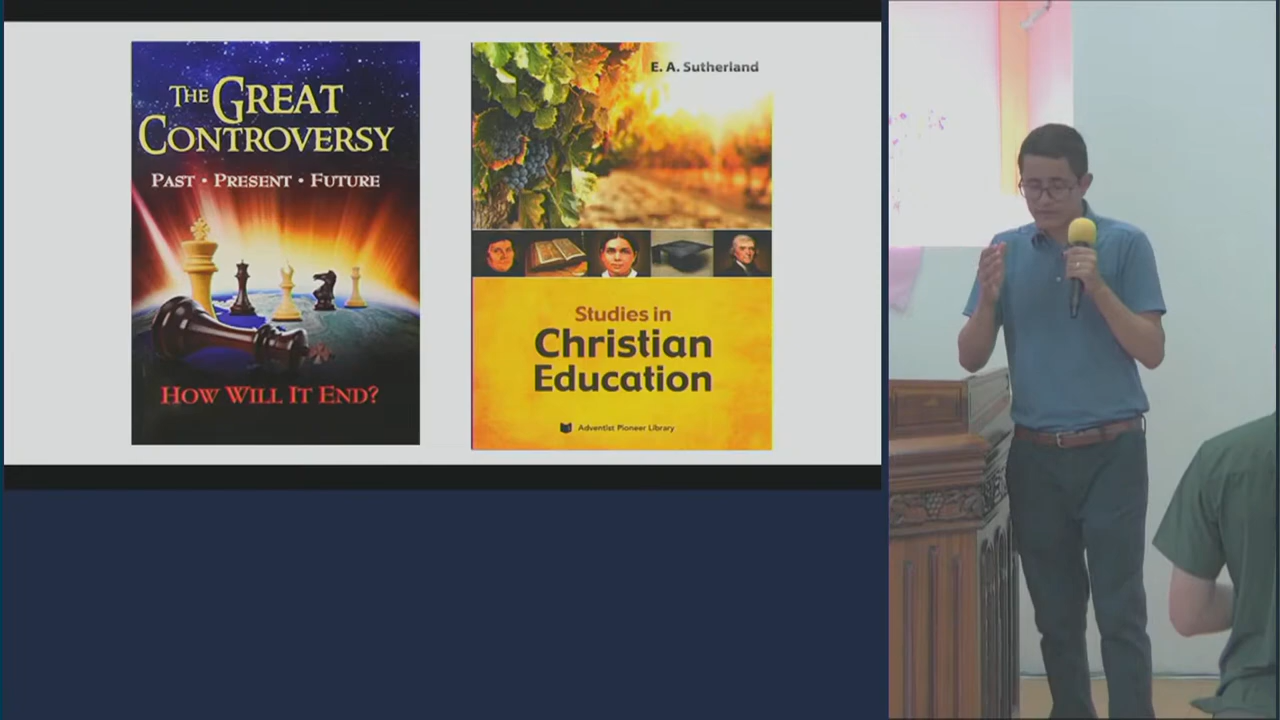 THE GREAT
CONTROVERSY
PAST • PRESENT • FUTURE
HOW WILL IT END?
E. A. Sutherland
Studies in
Christian
Education
Adventist Pioneer Library